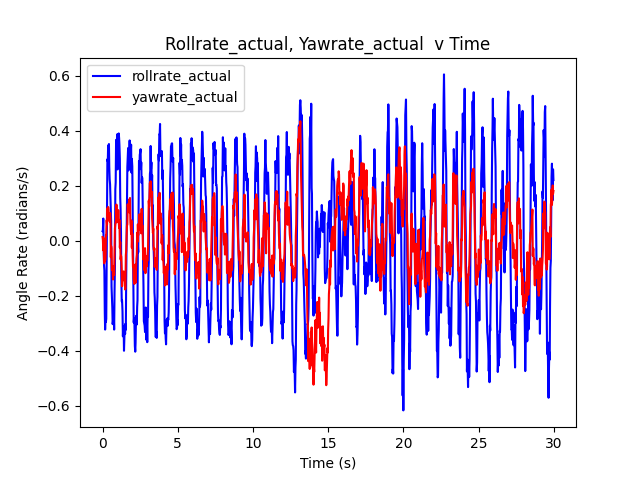 Rollrate_actual, Yawrate_actual  v Time
rollrate_actual
yawrate_actual
Angle Rate (radians/s)
0.6
0.4
0.2
0.0
−0.2
−0.4
−0.6
0 5 10 15 20 25 30
Time (s)